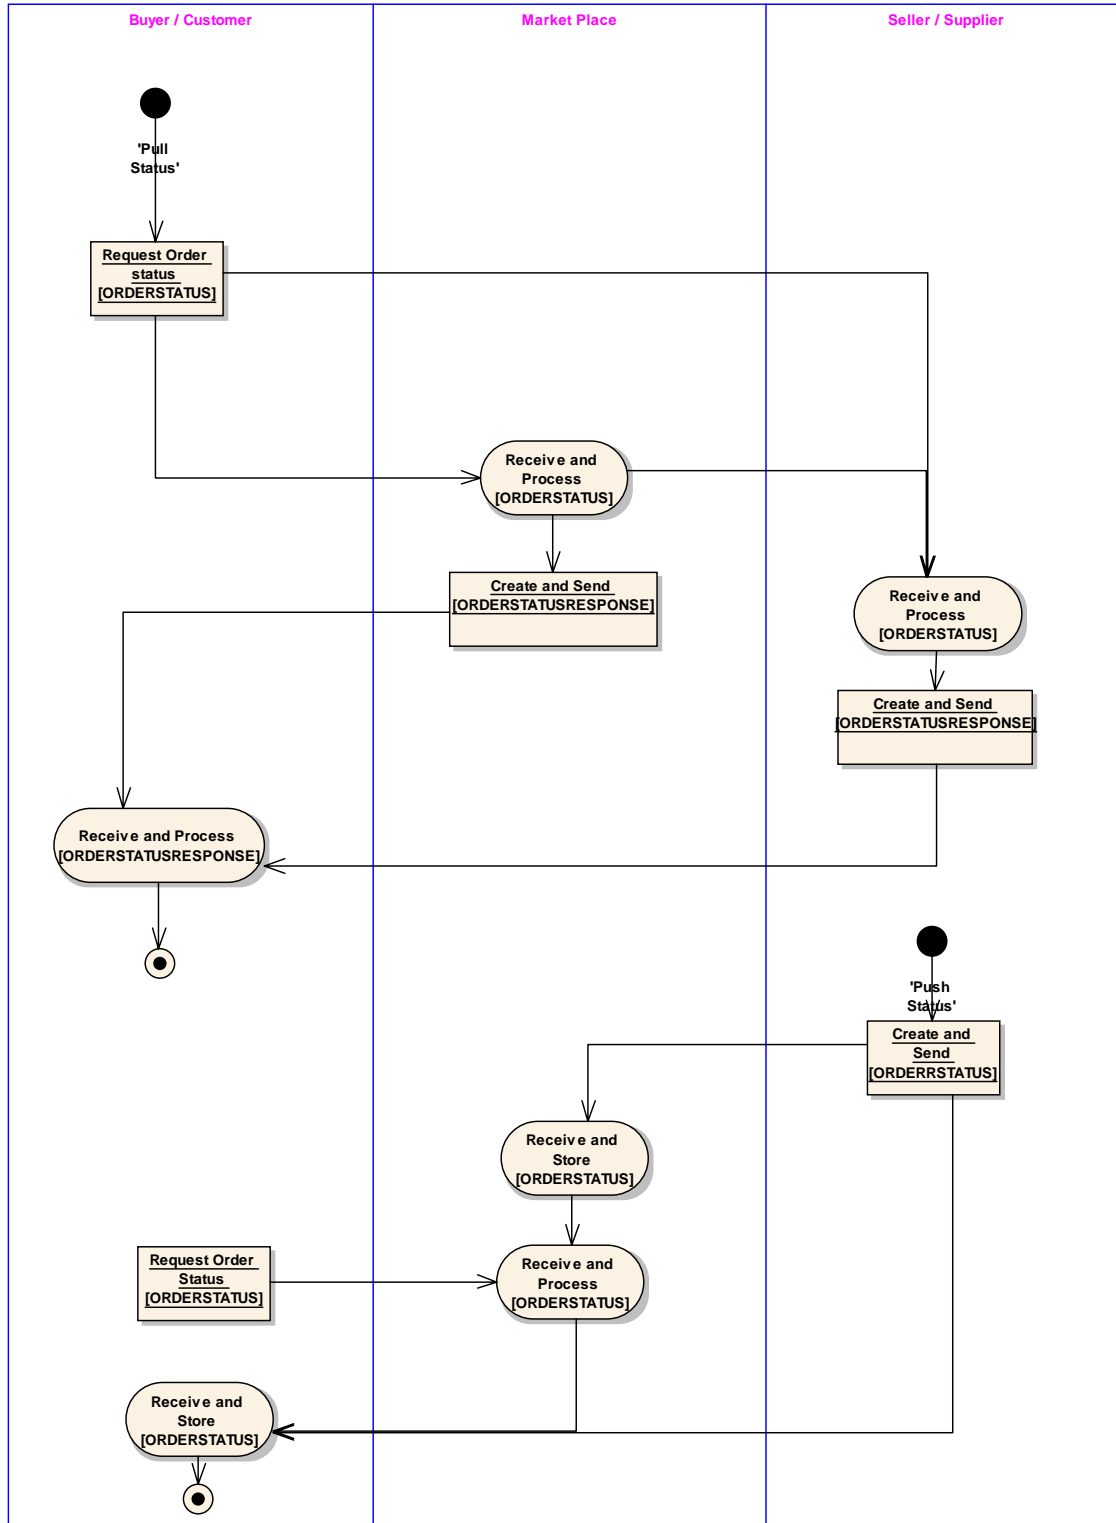 Buyer / Customer
Market Place
Seller / Supplier
'Pull
Status'
Request Order
status
[ORDERSTATUS]
Receive and
Process
[ORDERSTATUS]
Create and Send
[ORDERSTATUSRESPONSE]
Receive and
Process
[ORDERSTATUS]
Create and Send
[ORDERSTATUSRESPONSE]
Receive and Process
[ORDERSTATUSRESPONSE]
'Push
Status'
Create and
Send
[ORDERRSTATUS]
Receive and
Store
[ORDERSTATUS]
Request Order
Status
[ORDERSTATUS]
Receive and
Process
[ORDERSTATUS]
Receive and
Store
[ORDERSTATUS]